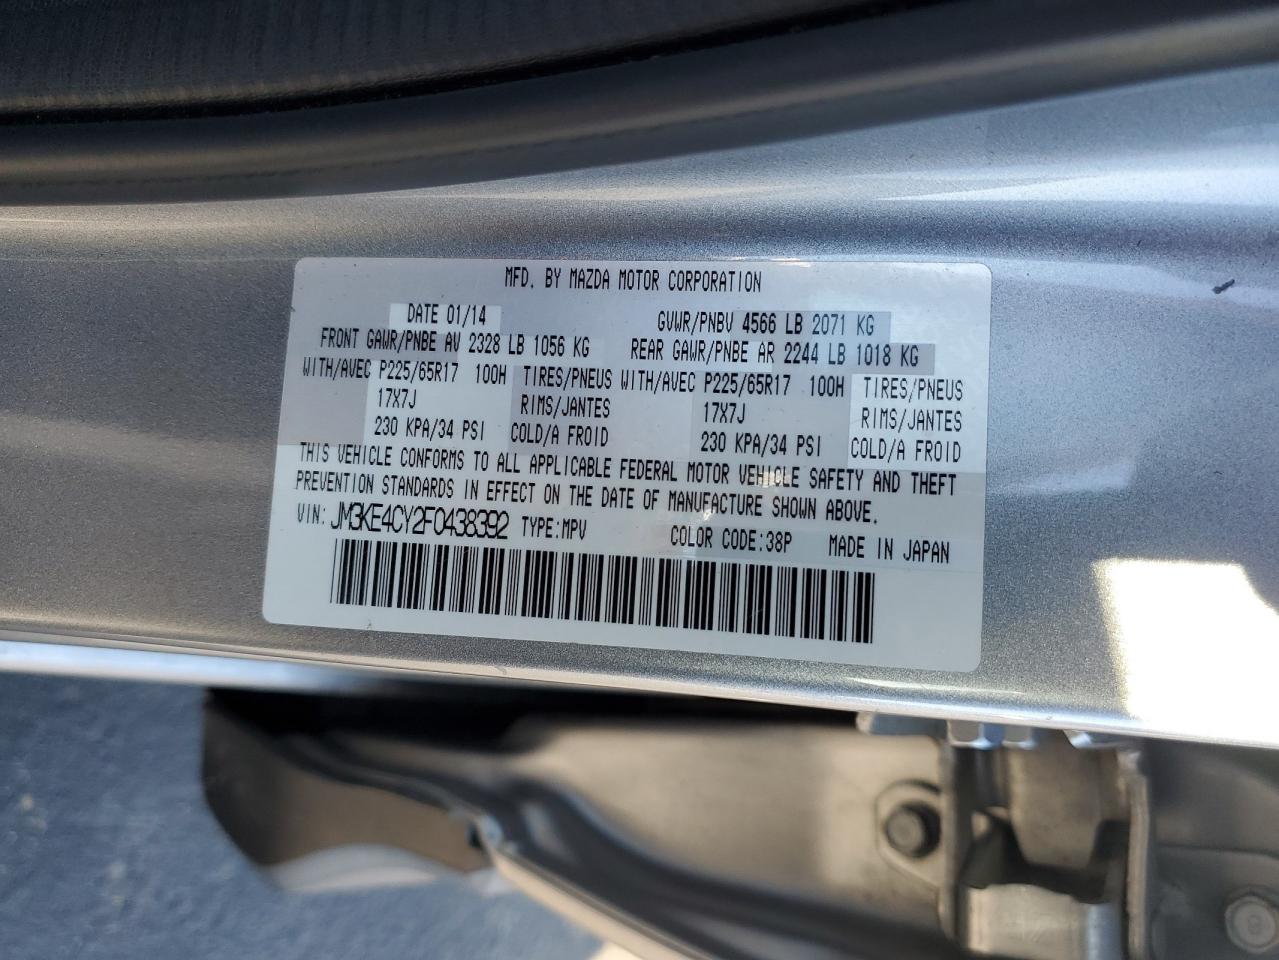 MFD. BY MAZDA MOTOR CORPORATION
DATE 01/14 GVWR/PNBV 4566 LB 2071 KG
FRONT GAWR/PNBE AV 2328 LB 1056 KG REAR GAWR/PNBE AR 2244 LB 1018 KG
WITH/AVEC P225/65R17 100H TIRES/PNEUS WITH/AVEC P225/65R17 100H TIRES/PNEUS
17X7J RIMS/JANTES 17X7J RIMS/JANTES
230 KPA/34 PSI COLD/A FROID 230 KPA/34 PSI COLD/A FROID
THIS VEHICLE CONFORMS TO ALL APPLICABLE FEDERAL MOTOR VEHICLE SAFETY AND THEFT
PREVENTION STANDARDS IN EFFECT ON THE DATE OF MANUFACTURE SHOWN ABOVE.
VIN: JM3KE4CY2F0438392 TYPE:MPV COLOR CODE:38P MADE IN JAPAN